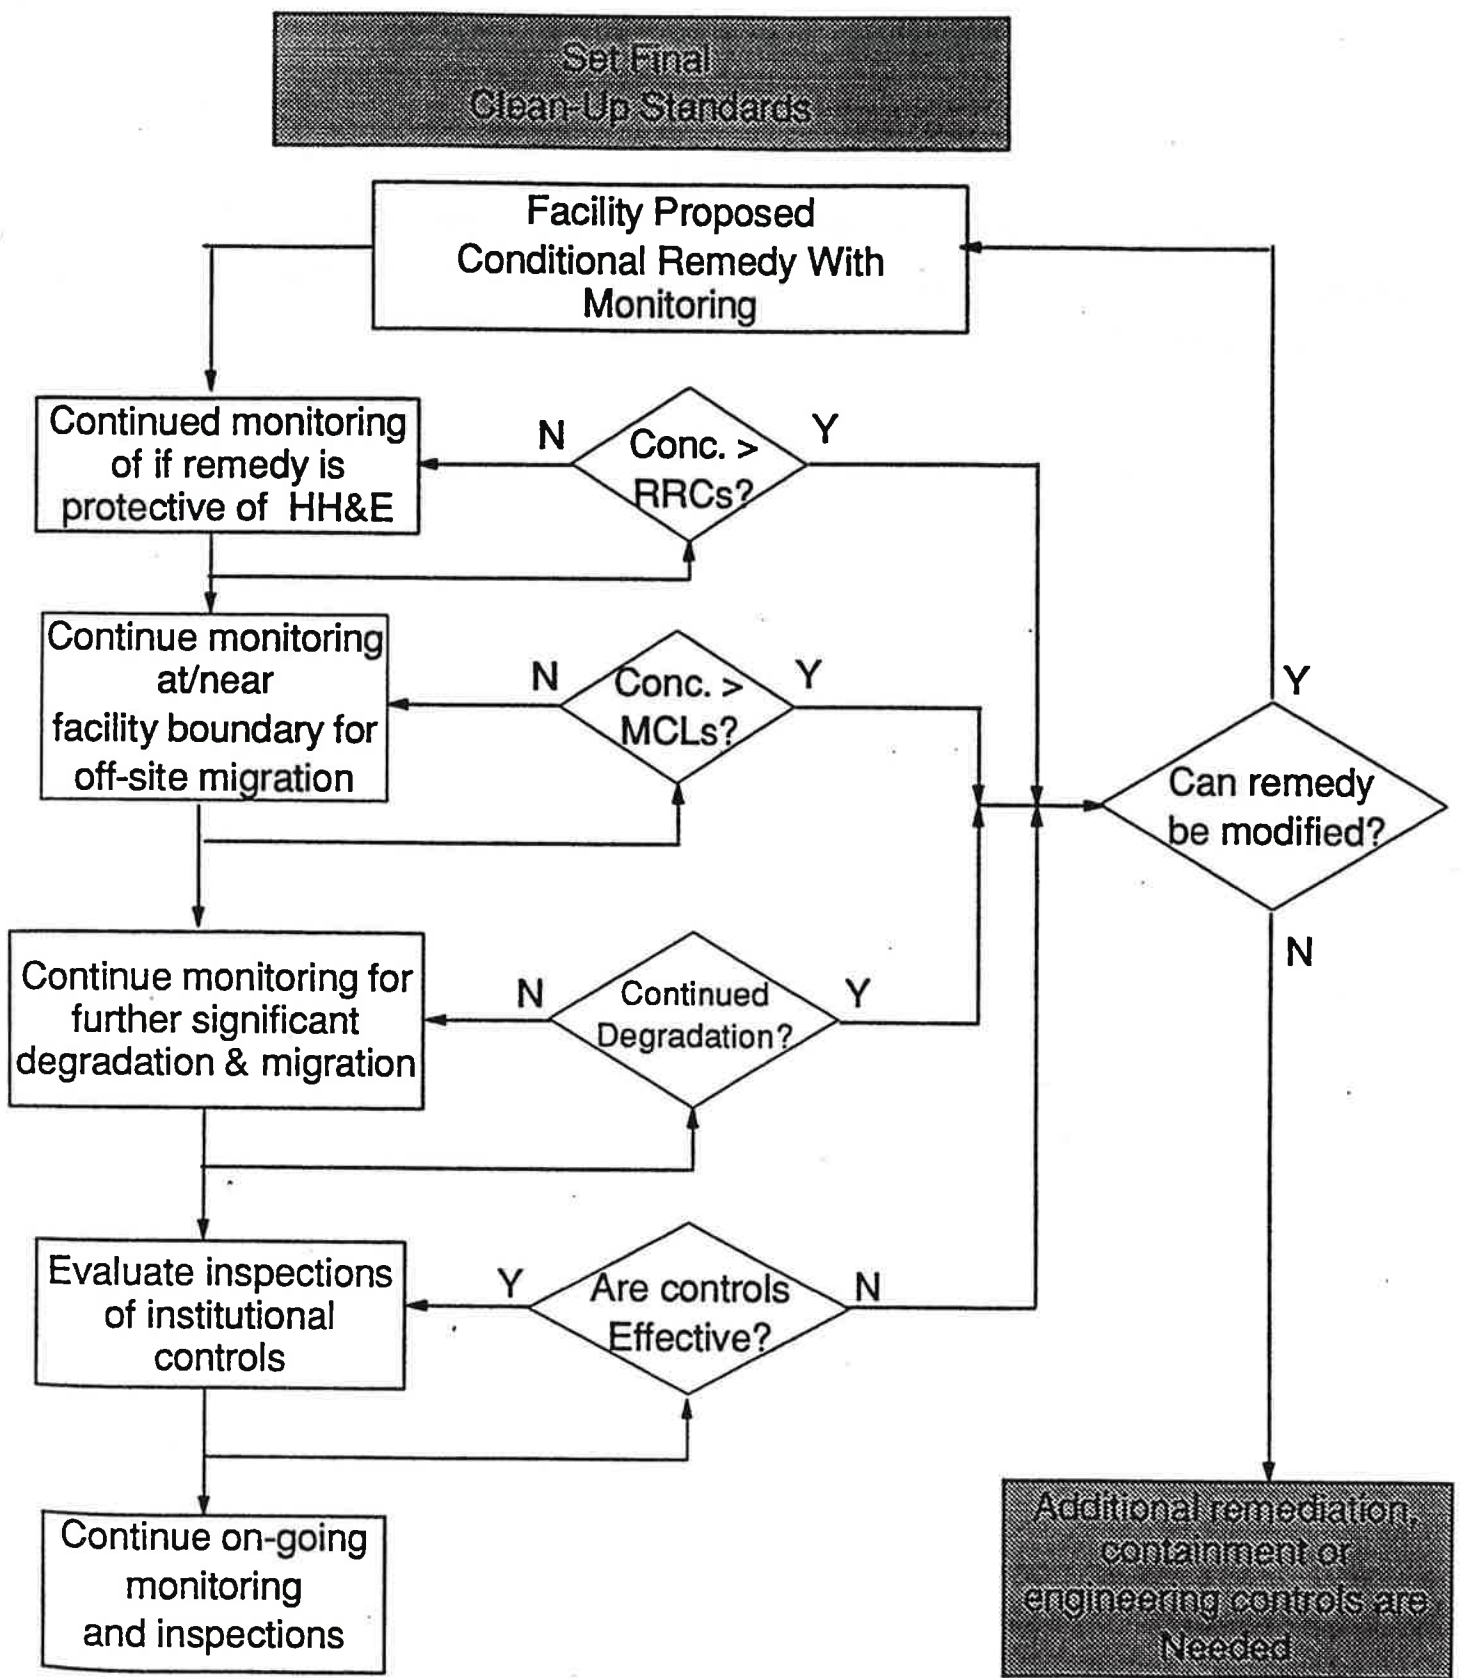 Set Final
Clean-Up Standards
Facility Proposed
Conditional Remedy With
Monitoring
Continued monitoring
of if remedy is
protective of HH&E
N
Conc. >
RRCs?
Y
Continue monitoring
at/near
facility boundary for
off-site migration
N
Conc. >
MCLs?
Y
Y
Can remedy
be modified?
N
Continue monitoring for
further significant
degradation & migration
N
Continued
Degradation?
Y
Evaluate inspections
of institutional
controls
Y
Are controls
Effective?
N
Continue on-going
monitoring
and inspections
Additional remediation,
containment or
engineering controls are
Needed